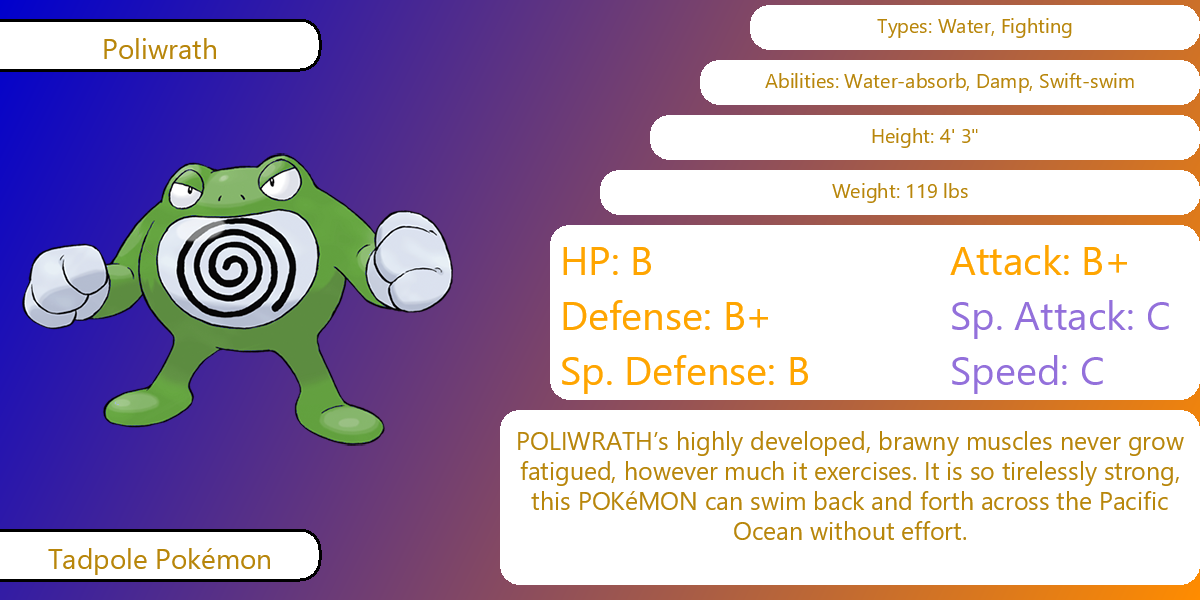 Poliwrath
Types: Water, Fighting
Abilities: Water-absorb, Damp, Swift-swim
Height: 4' 3"
Weight: 119 lbs
HP: B
Attack: B+
Defense: B+
Sp. Attack: C
Sp. Defense: B
Speed: C
POLIWRATH’s highly developed, brawny muscles never grow
fatigued, however much it exercises. It is so tirelessly strong,
this POKéMON can swim back and forth across the Pacific
Ocean without effort.
Tadpole Pokémon